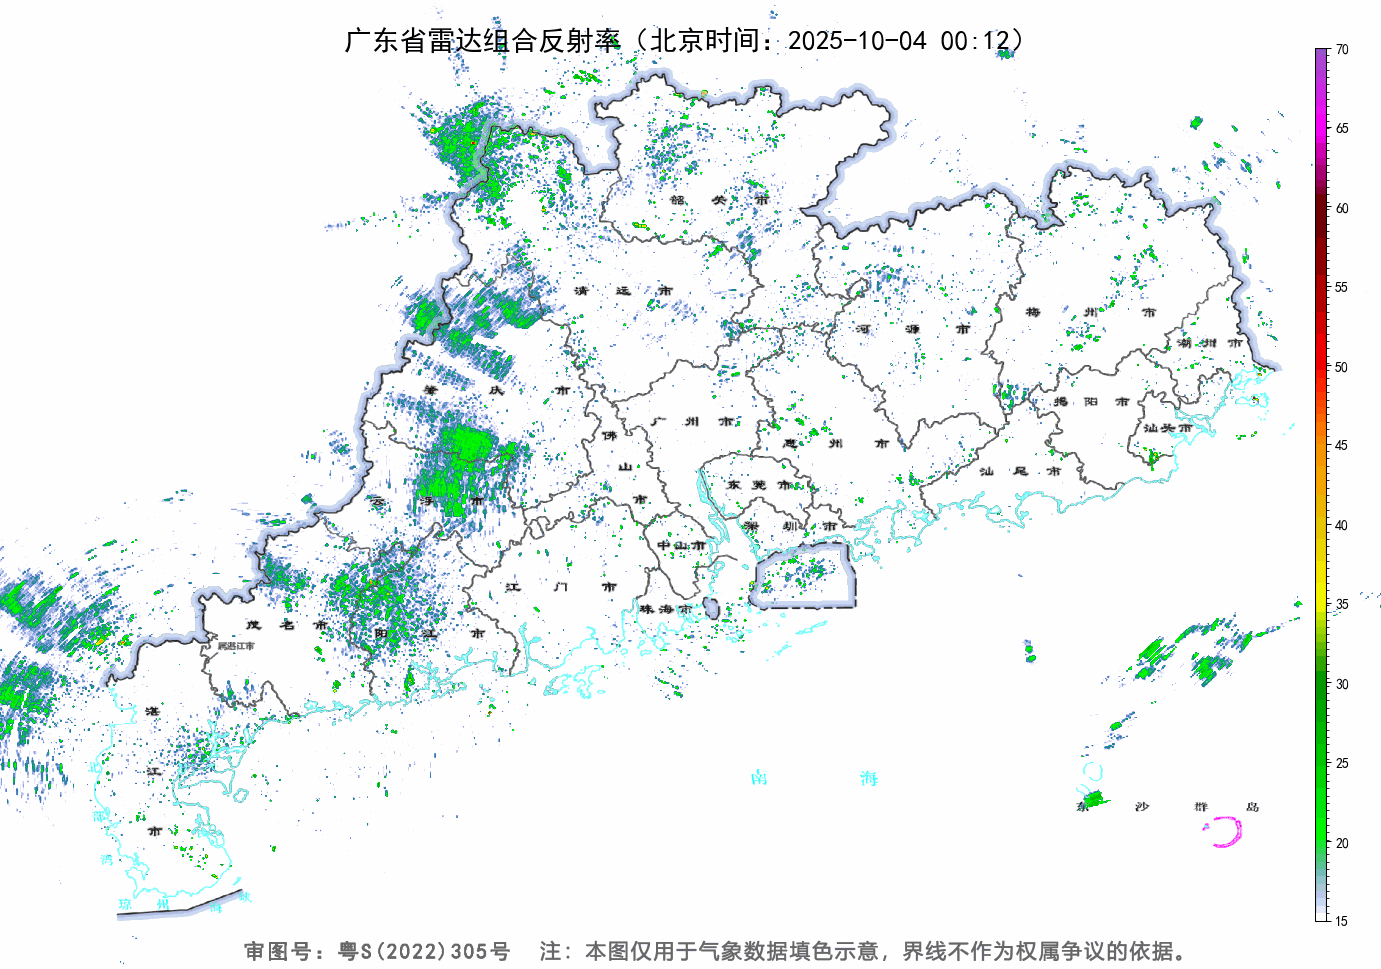 广东省雷达组合反射率（北京时间：2025-10-04 00:12）
70
65
60
55
50
45
40
35
30
25
20
15
韶关市
清远市
河源市
梅州市
潮州市
肇庆市
广州市
惠州市
揭阳市
汕头市
佛山市
东莞市
汕尾市
云浮市
深圳市
中山市
江门市
珠海市
茂名市
阳江市
属湛江市
湛江市
南海
东沙群岛
北部湾
琼州海峡
审图号：粤S(2022)305号 注：本图仅用于气象数据填色示意，界线不作为权属争议的依据。